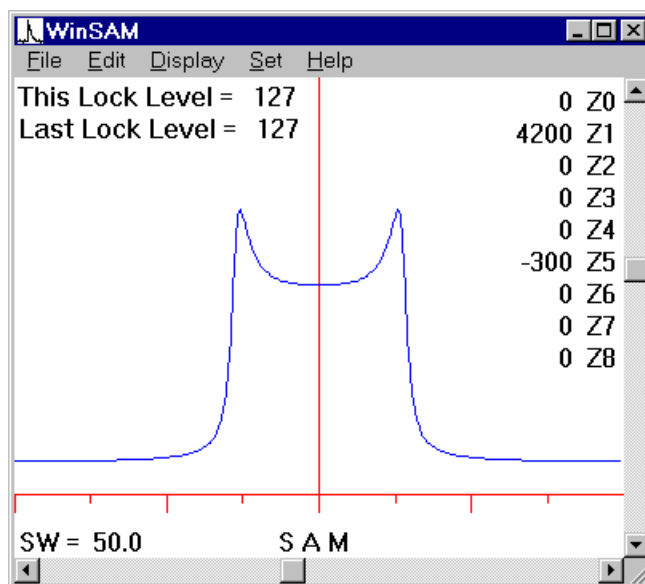 WinSAM
File Edit Display Set Help
This Lock Level = 127
Last Lock Level = 127
0 Z0
4200 Z1
0 Z2
0 Z3
0 Z4
-300 Z5
0 Z6
0 Z7
0 Z8
SW = 50.0 S A M